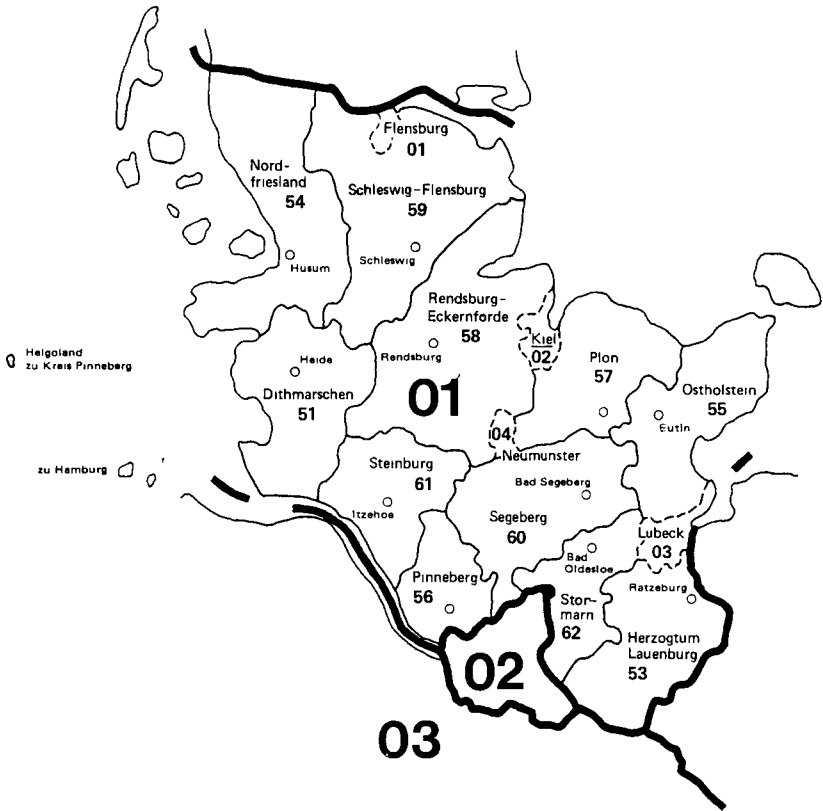 Flensburg
01
Nord-
friesland
54
Schleswig-Flensburg
59
Husum
Schleswig
Rendsburg-
Eckernforde
58
Kiel
02
Rendsburg
Plon
57
Ostholstein
55
Eutin
Helgoland
zu Kreis Pinneberg
Heide
Dithmarschen
51
01
04
Neumunster
zu Hamburg
Steinburg
61
Itzehoe
Bad Segeberg
Segeberg
60
Lubeck
03
Bad
Oldesloe
Pinneberg
56
Ratzeburg
Stor-
marn
62
Herzogtum
Lauenburg
53
02
03